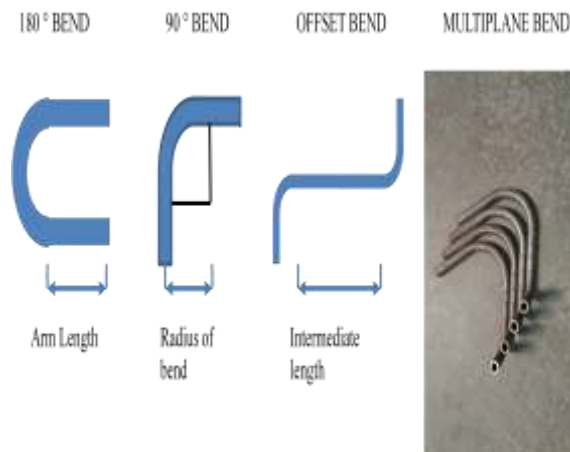 180 ° BEND
90 ° BEND
OFFSET BEND
MULTIPLANE BEND
Arm Length
Radius of
bend
Intermediate
length